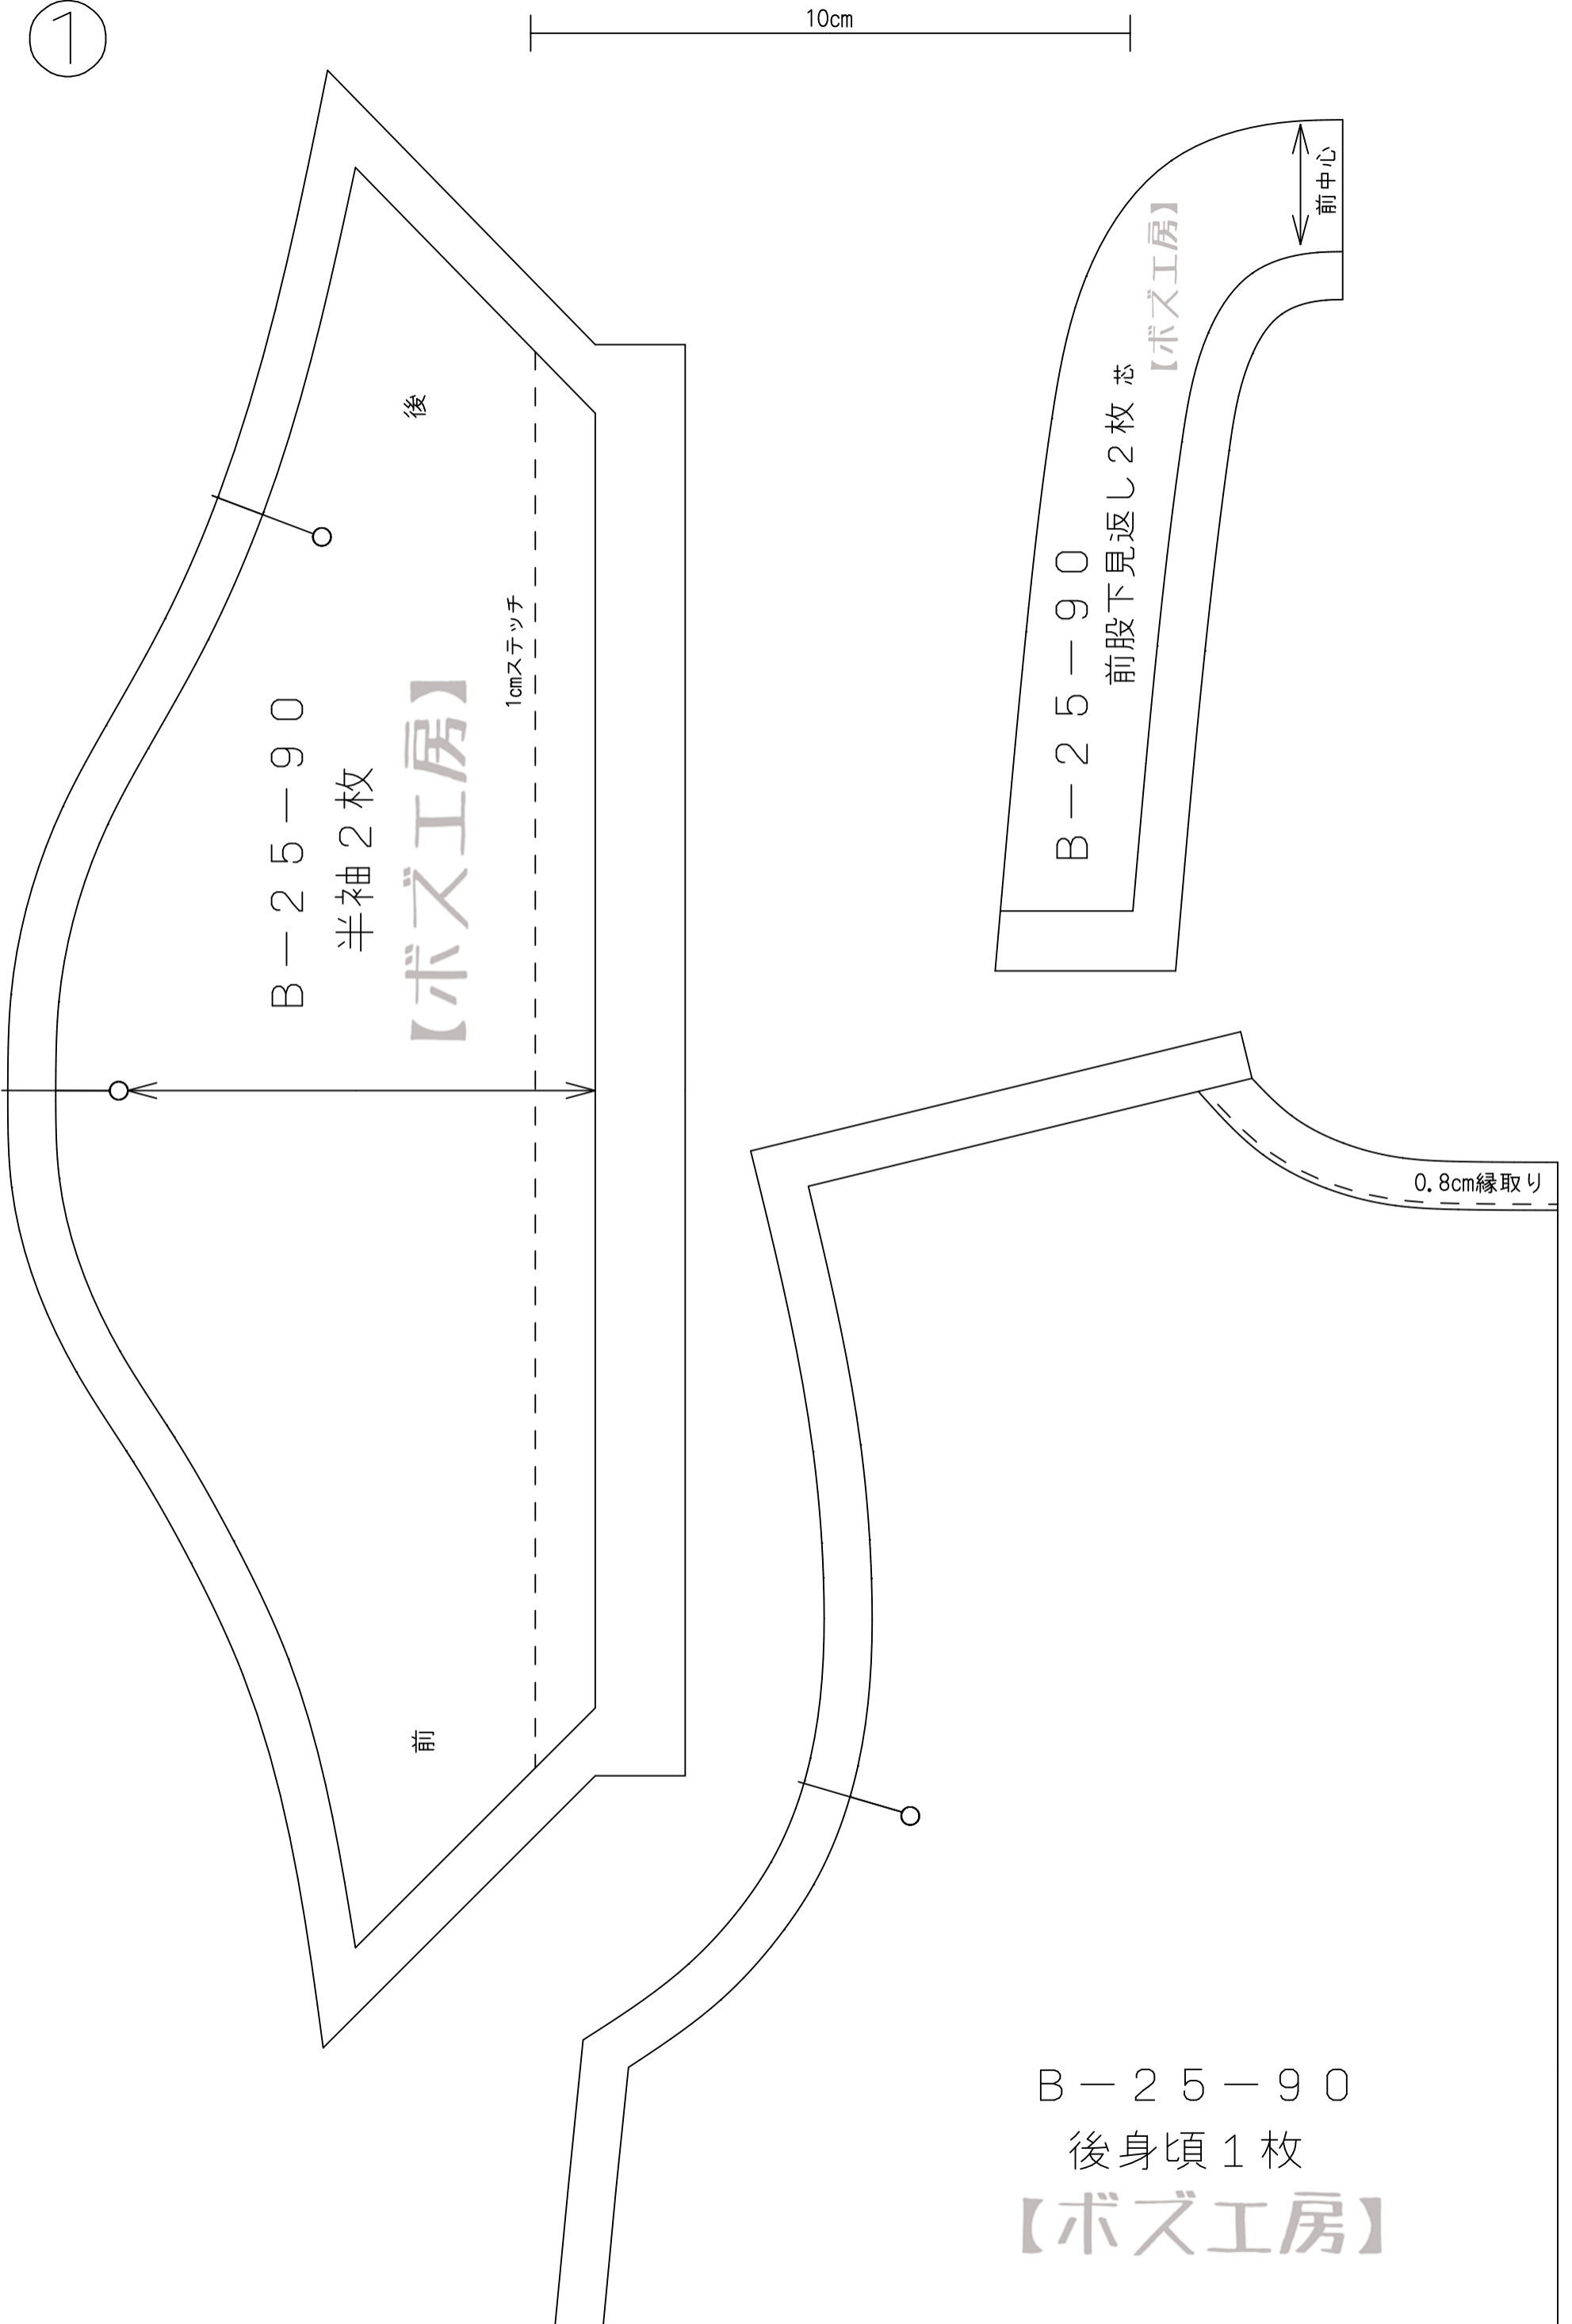 ①
10cm
前中心
【ボズ工房】
B－25－90
前股下見返し2枚 芯
後
1cmステッチ
B－25－90
半袖2枚
【ボズ工房】
前
0.8cm縁取り
B－25－90
後身頃1枚
【ボズ工房】